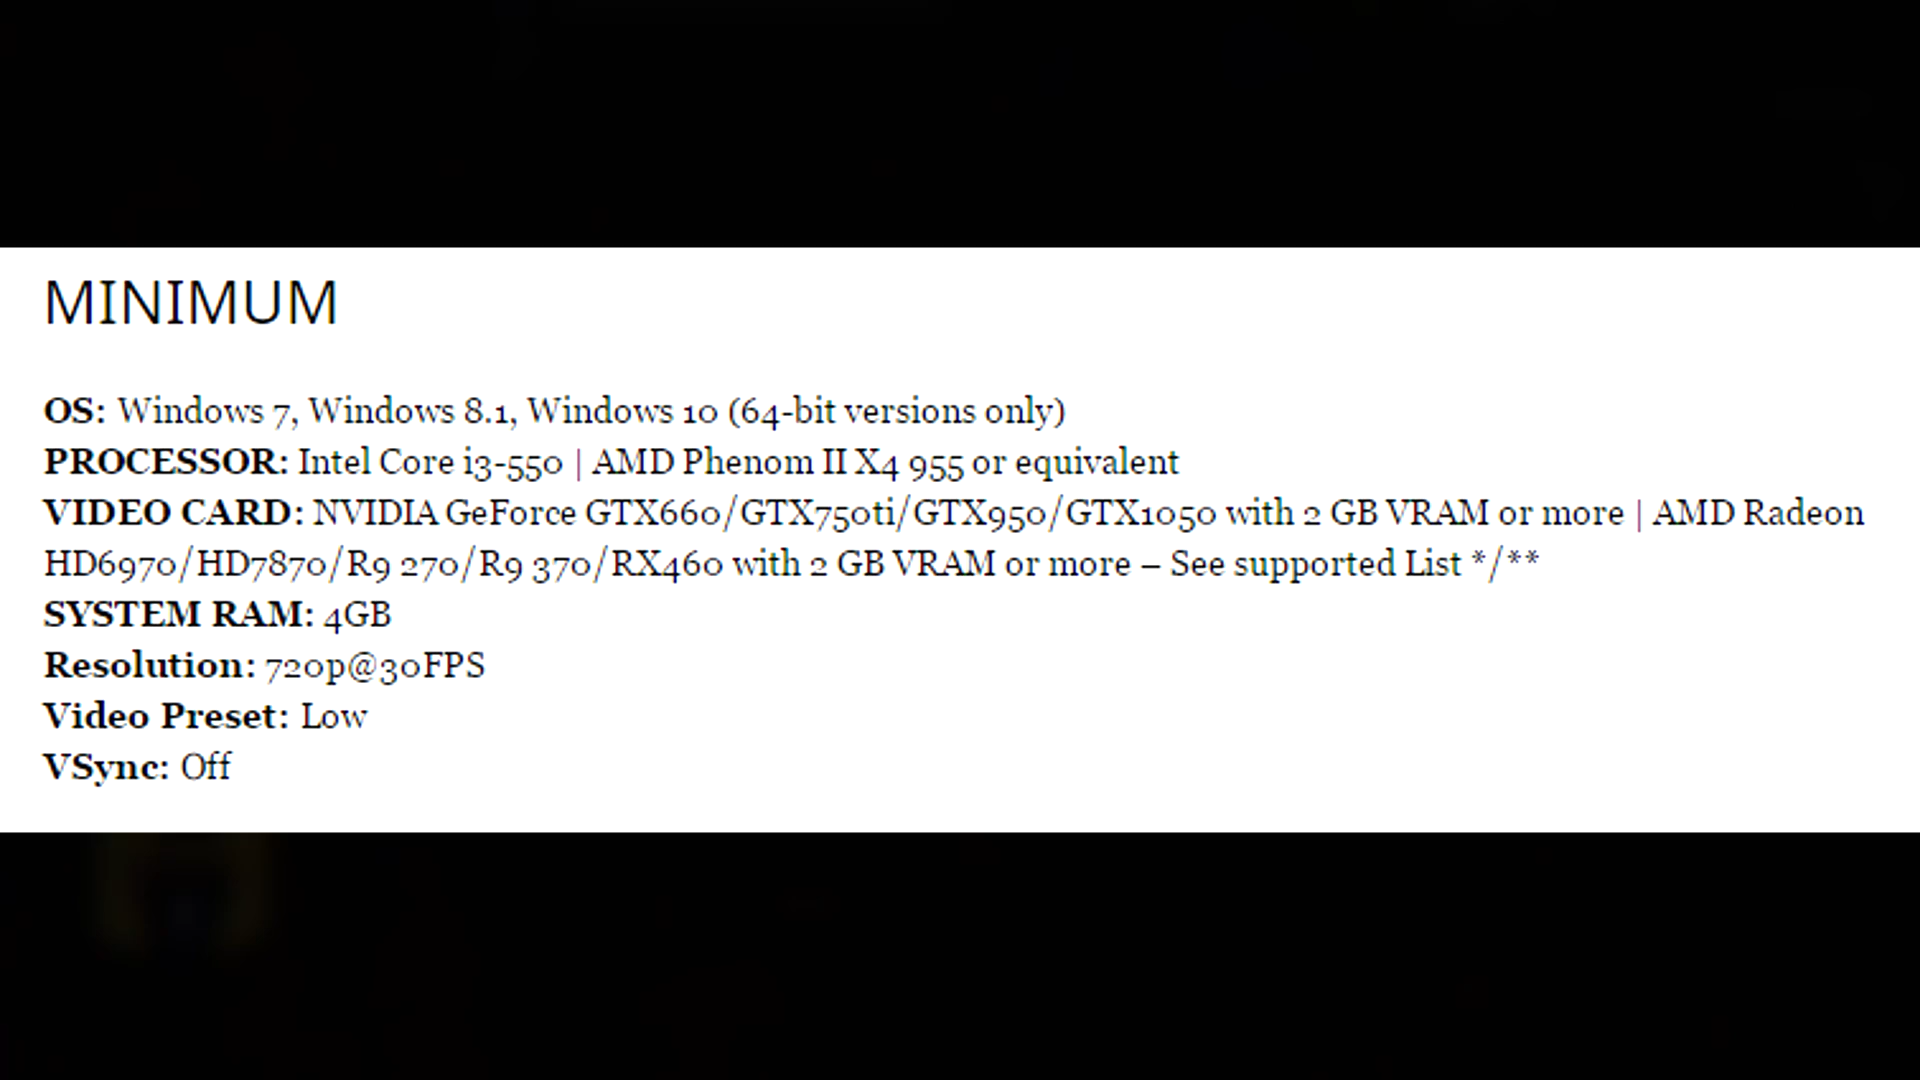 MINIMUM
OS: Windows 7, Windows 8.1, Windows 10 (64-bit versions only)
PROCESSOR: Intel Core i3-550 | AMD Phenom II X4 955 or equivalent
VIDEO CARD: NVIDIA GeForce GTX660/GTX750ti/GTX950/GTX1050 with 2 GB VRAM or more | AMD Radeon
HD6970/HD7870/R9 270/R9 370/RX460 with 2 GB VRAM or more – See supported List */**
SYSTEM RAM: 4GB
Resolution: 720p@30FPS
Video Preset: Low
VSync: Off